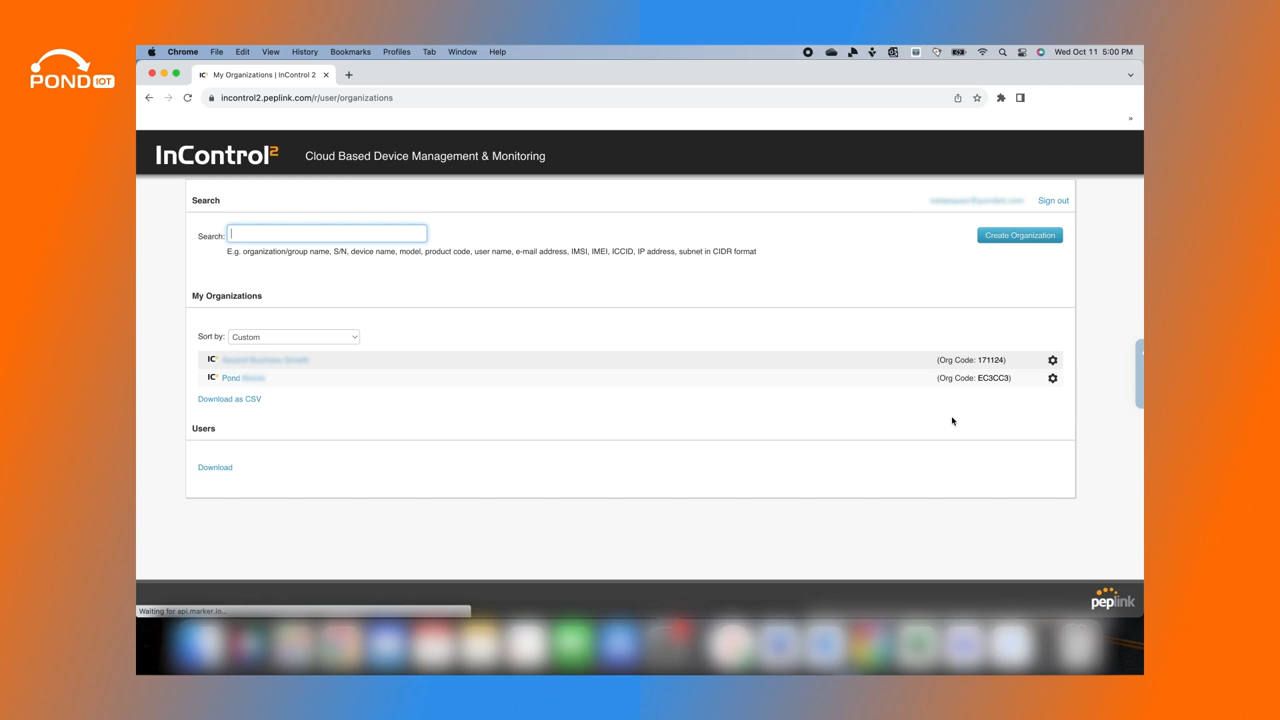 POND IOT
Chrome File Edit View History Bookmarks Profiles Tab Window Help Wed Oct 11 5:00 PM
IC² My Organizations | InControl 2
incontrol2.peplink.com/r/user/organizations
»
InControl² Cloud Based Device Management & Monitoring
Search Sign out
Search: Create Organization
E.g. organization/group name, S/N, device name, model, product code, user name, e-mail address, IMSI, IMEI, ICCID, IP address, subnet in CIDR format
My Organizations
Sort by: Custom
IC² (Org Code: 171124)
IC² Pond (Org Code: EC3CC3)
Download as CSV
Users
Download
peplink
Waiting for api.marker.io...